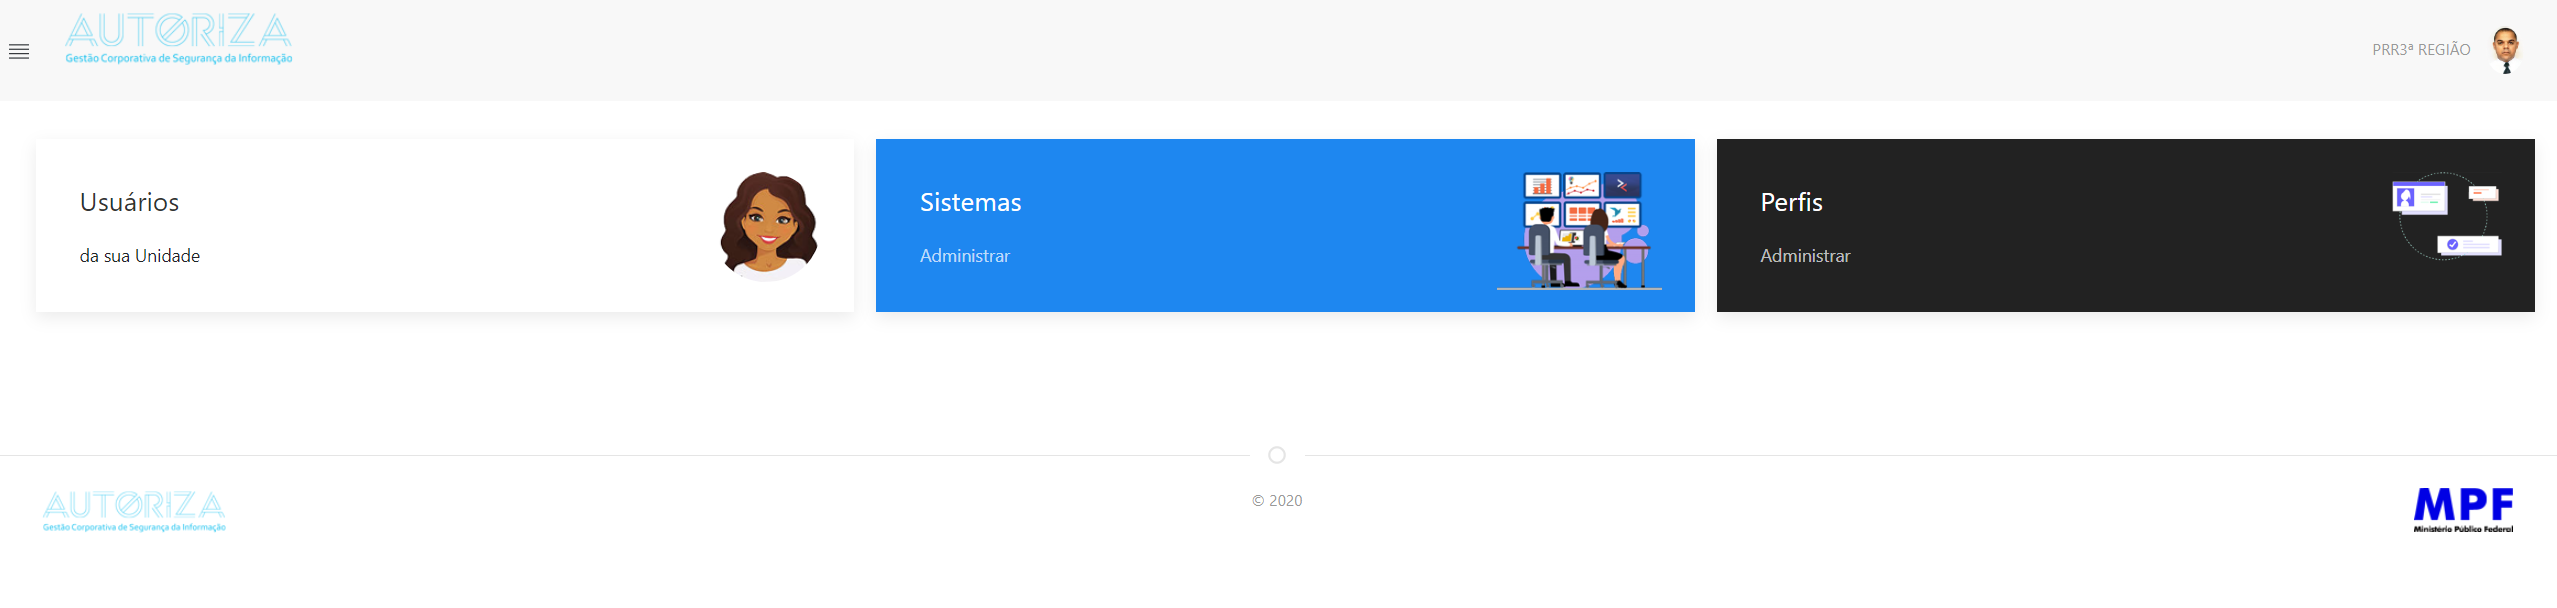 AUTORIZA
Gestão Corporativa de Segurança da Informação
PRR3ª REGIÃO
Usuários
da sua Unidade
Sistemas
Administrar
Perfis
Administrar
AUTORIZA
Gestão Corporativa de Segurança da Informação
© 2020
MPF
Ministério Público Federal